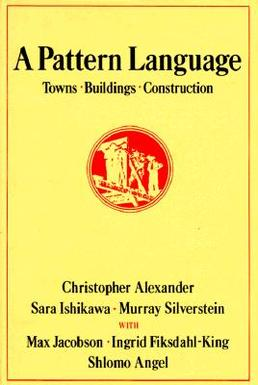 A Pattern Language
Towns · Buildings · Construction
Christopher Alexander
Sara Ishikawa · Murray Silverstein
WITH
Max Jacobson · Ingrid Fiksdahl-King
Shlomo Angel